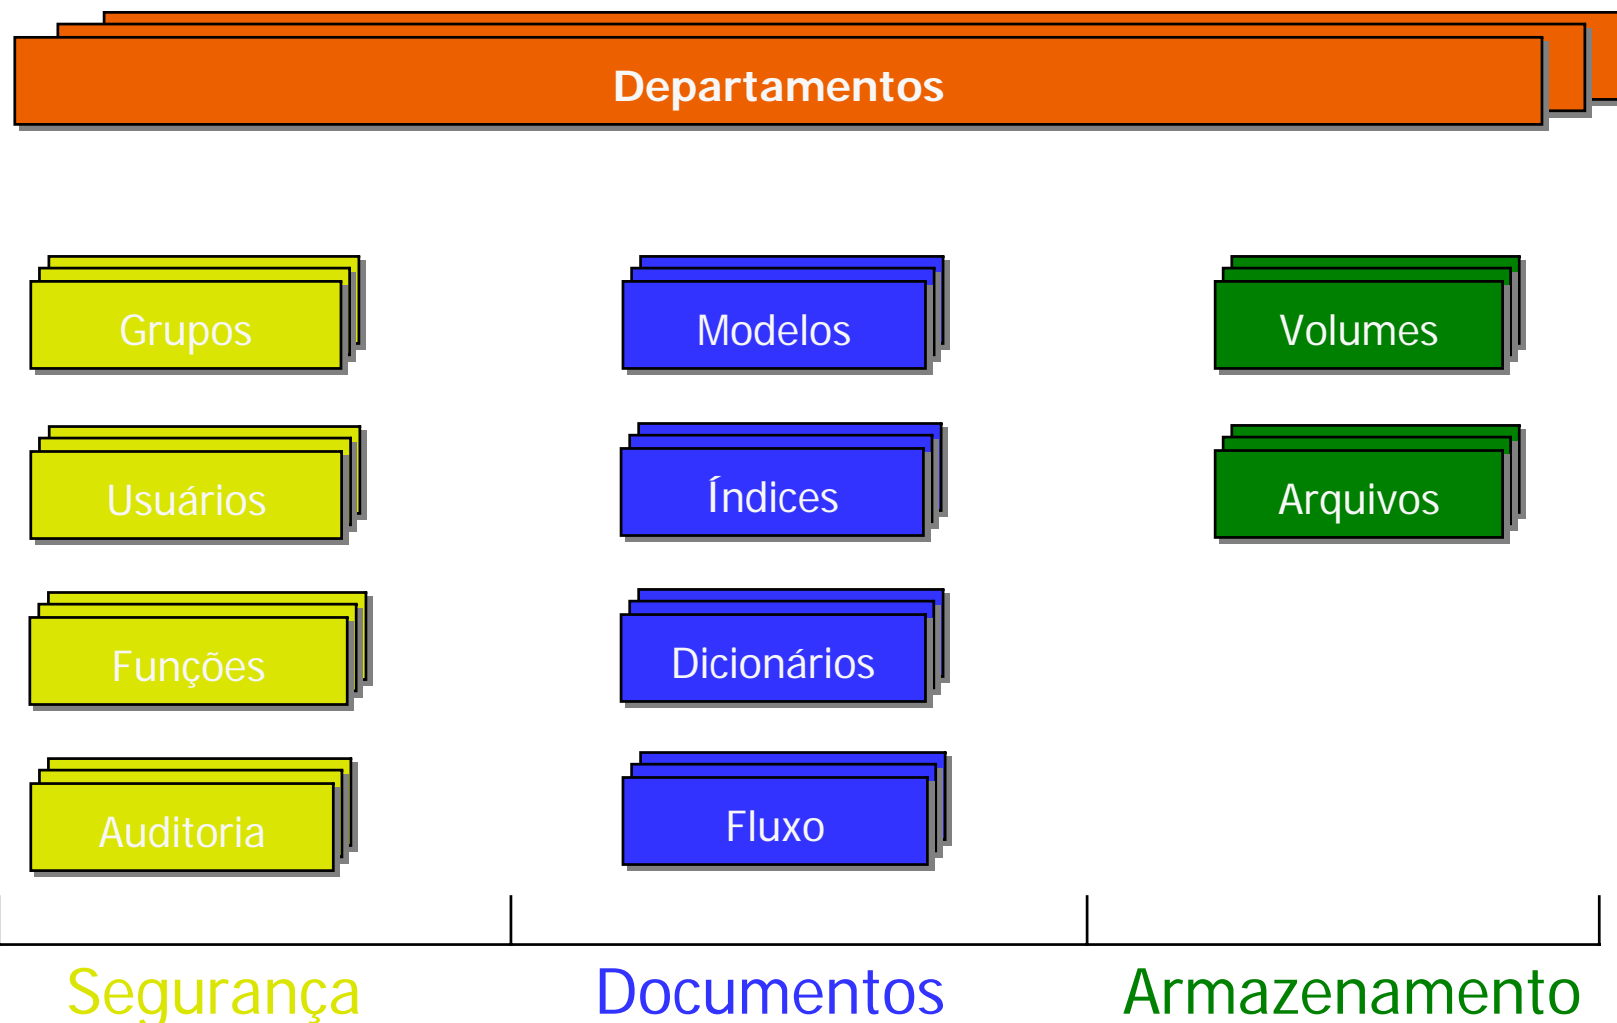 Departamentos
Grupos
Modelos
Volumes
Usuários
Índices
Arquivos
Funções
Dicionários
Auditoria
Fluxo
Segurança
Documentos
Armazenamento